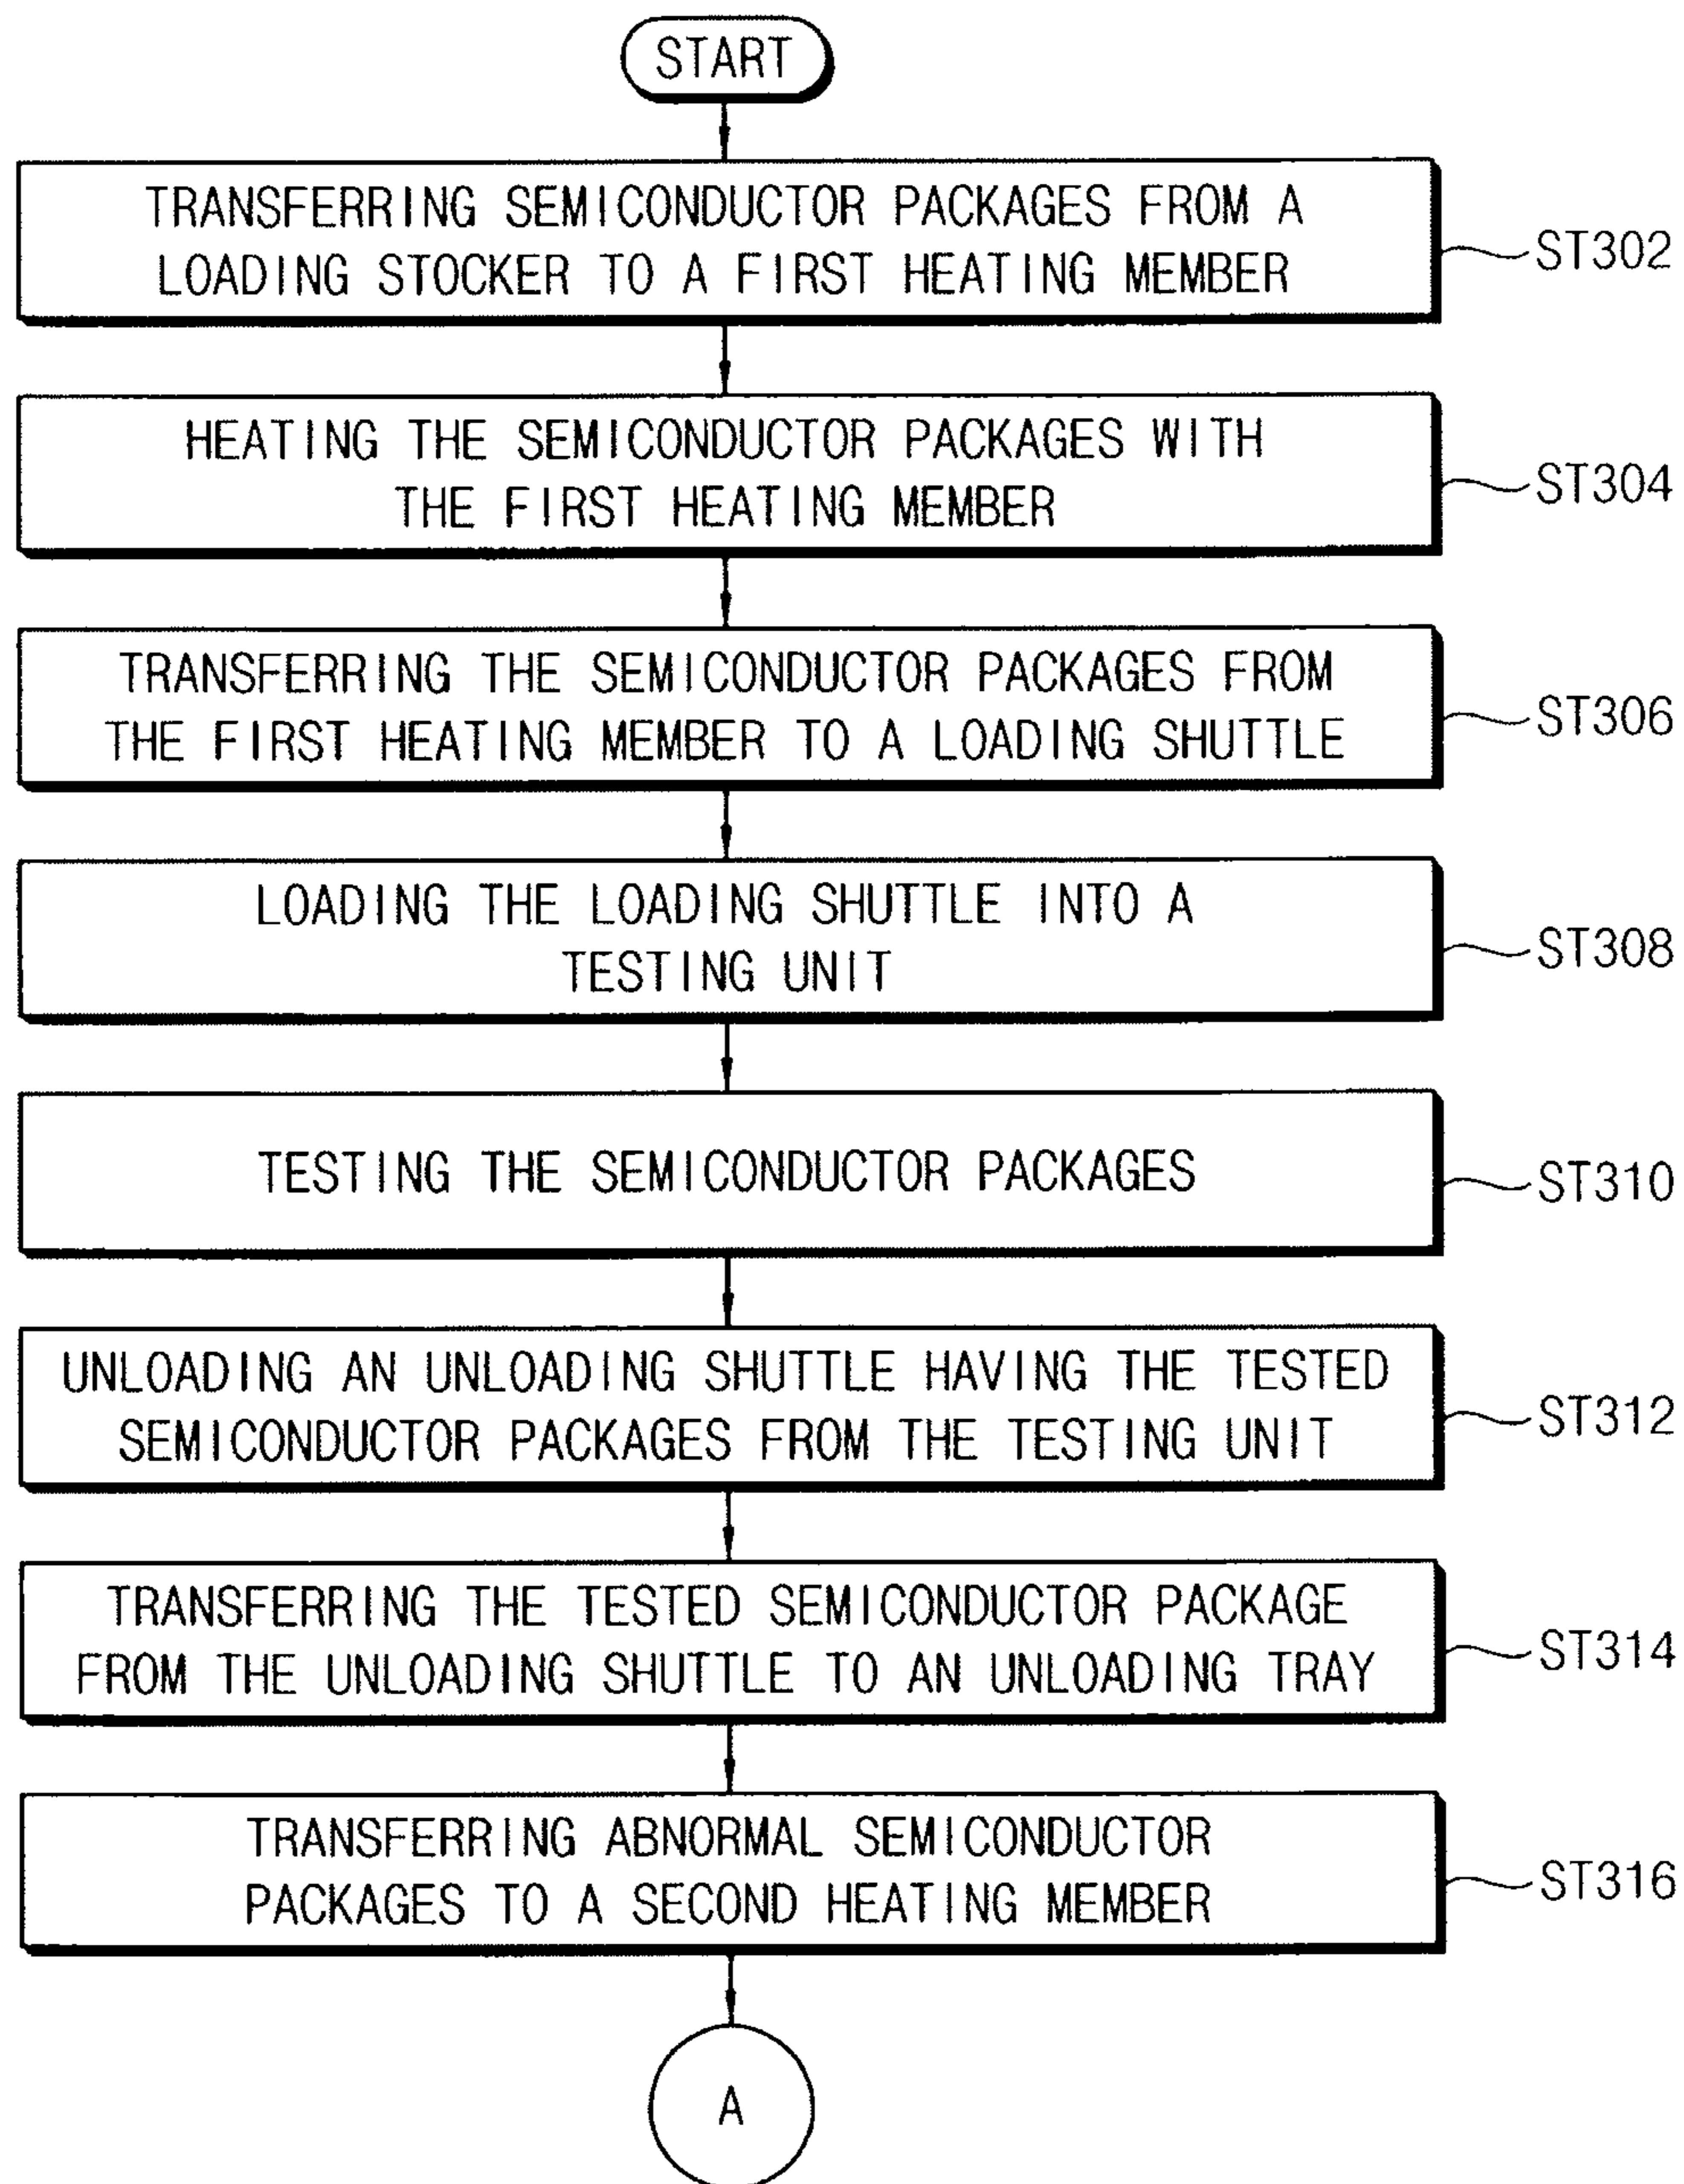 START
TRANSFERRING SEMICONDUCTOR PACKAGES FROM A
LOADING STOCKER TO A FIRST HEATING MEMBER
ST302
HEATING THE SEMICONDUCTOR PACKAGES WITH
THE FIRST HEATING MEMBER
ST304
TRANSFERRING THE SEMICONDUCTOR PACKAGES FROM
THE FIRST HEATING MEMBER TO A LOADING SHUTTLE
ST306
LOADING THE LOADING SHUTTLE INTO A
TESTING UNIT
ST308
TESTING THE SEMICONDUCTOR PACKAGES
ST310
UNLOADING AN UNLOADING SHUTTLE HAVING THE TESTED
SEMICONDUCTOR PACKAGES FROM THE TESTING UNIT
ST312
TRANSFERRING THE TESTED SEMICONDUCTOR PACKAGE
FROM THE UNLOADING SHUTTLE TO AN UNLOADING TRAY
ST314
TRANSFERRING ABNORMAL SEMICONDUCTOR
PACKAGES TO A SECOND HEATING MEMBER
ST316
A